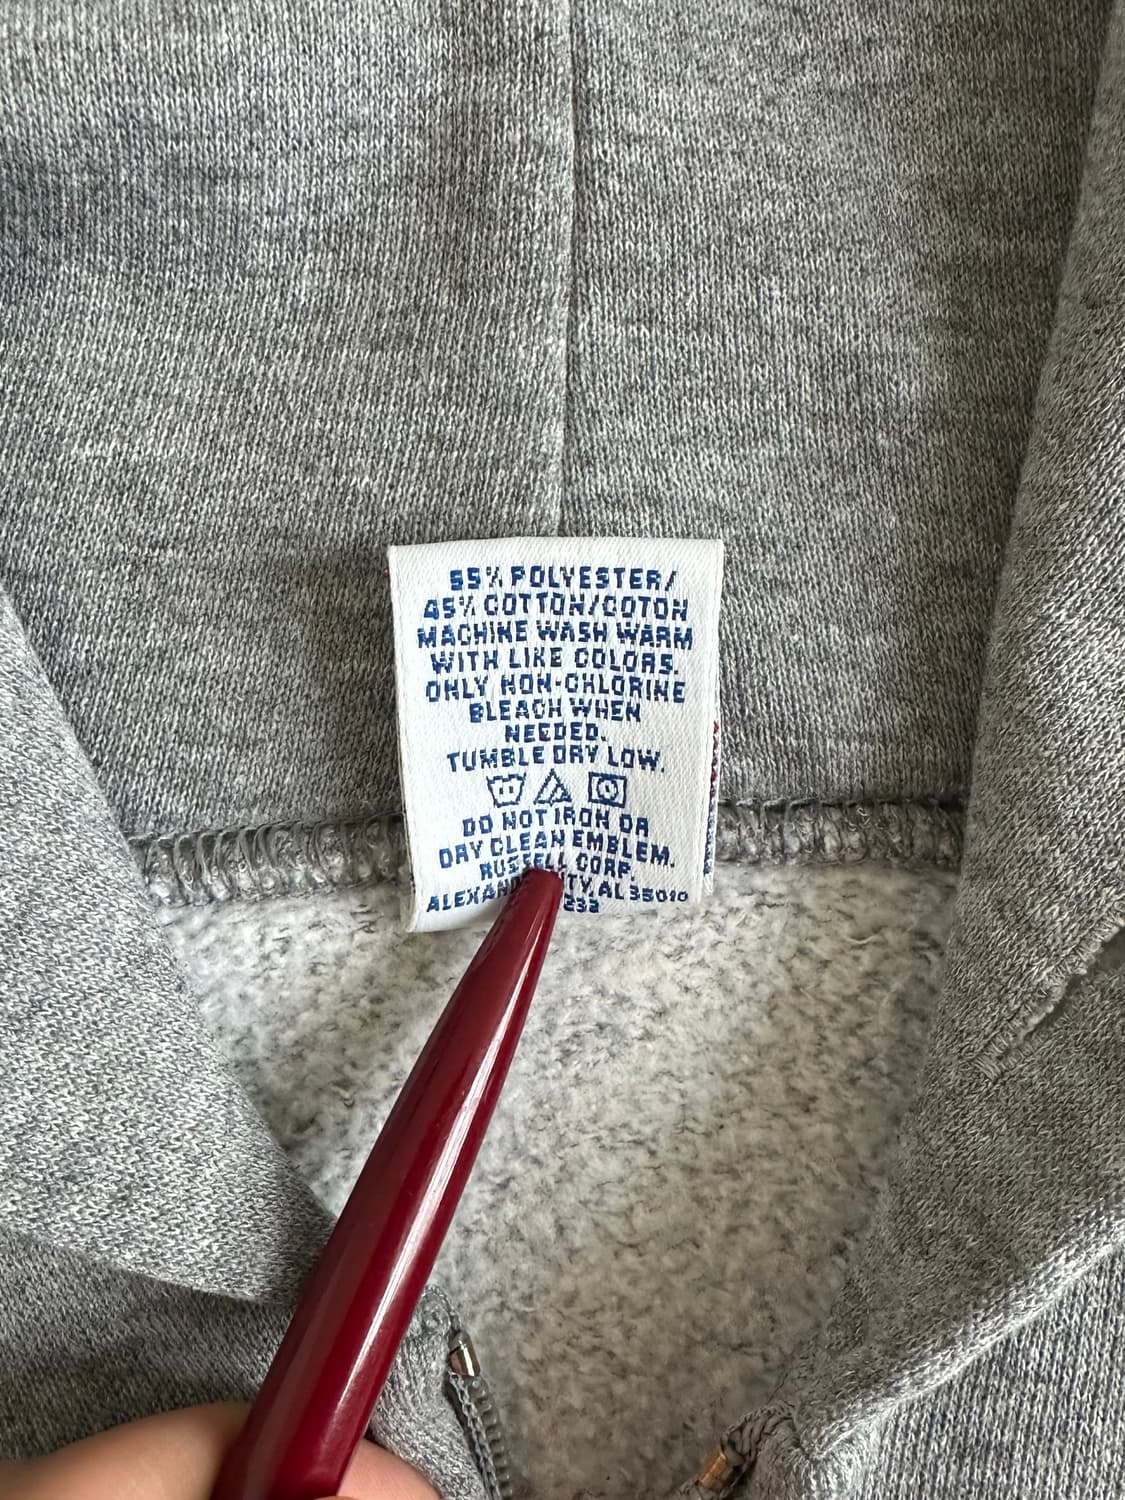 55% POLYESTER/
45% COTTON/COTON
MACHINE WASH WARM
WITH LIKE COLORS.
ONLY NON-CHLORINE
BLEACH WHEN
NEEDED.
TUMBLE DRY LOW.
DO NOT IRON OR
DRY CLEAN EMBLEM.
RUSSELL CORP.
AL 35010